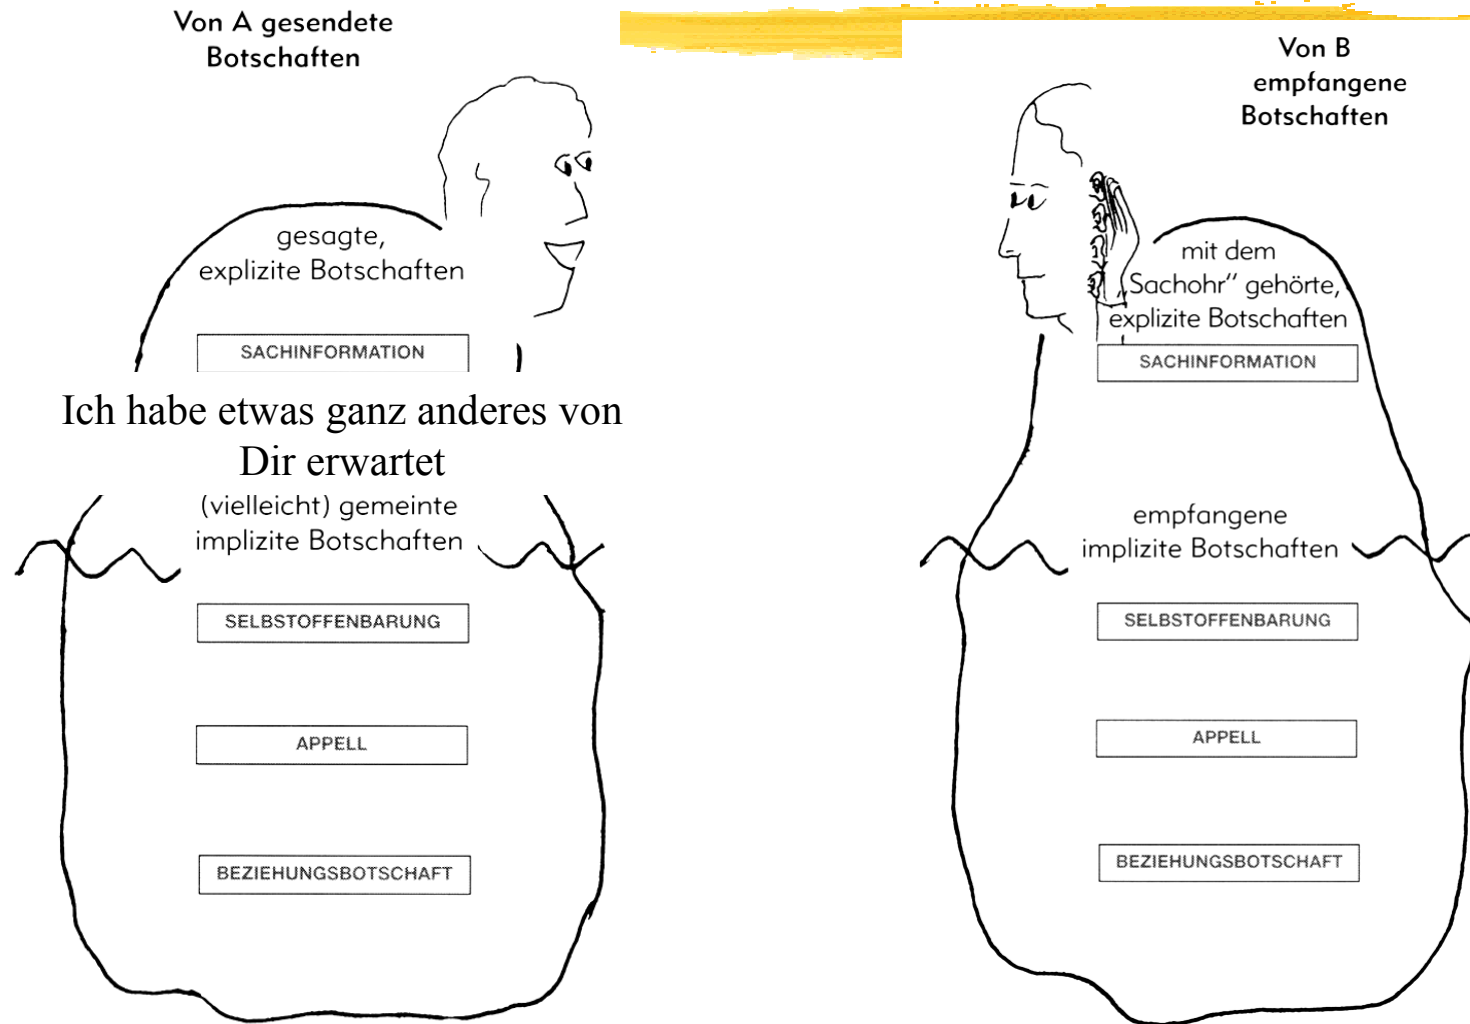 Von A gesendete
Botschaften
gesagte,
explizite Botschaften
SACHINFORMATION
Ich habe etwas ganz anderes von
Dir erwartet
(vielleicht) gemeinte
implizite Botschaften
SELBSTOFFENBARUNG
APPELL
BEZIEHUNGSBOTSCHAFT
Von B
empfangene
Botschaften
mit dem
„Sachohr“ gehörte,
explizite Botschaften
SACHINFORMATION
empfangene
implizite Botschaften
SELBSTOFFENBARUNG
APPELL
BEZIEHUNGSBOTSCHAFT